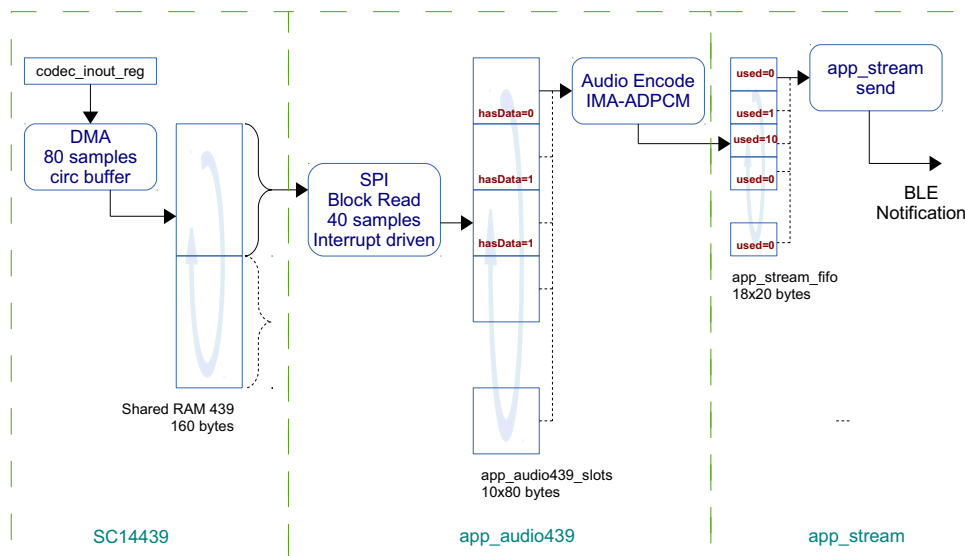 codec_inout_reg
DMA
80 samples
circ buffer
Shared RAM 439
160 bytes
SC14439
SPI
Block Read
40 samples
Interrupt driven
hasData=0
hasData=1
hasData=1
app_audio439_slots
10x80 bytes
Audio Encode
IMA-ADPCM
app_audio439
used=0
used=1
used=10
used=0
used=0
app_stream_fifo
18x20 bytes
app_stream
send
BLE
Notification
...
app_stream